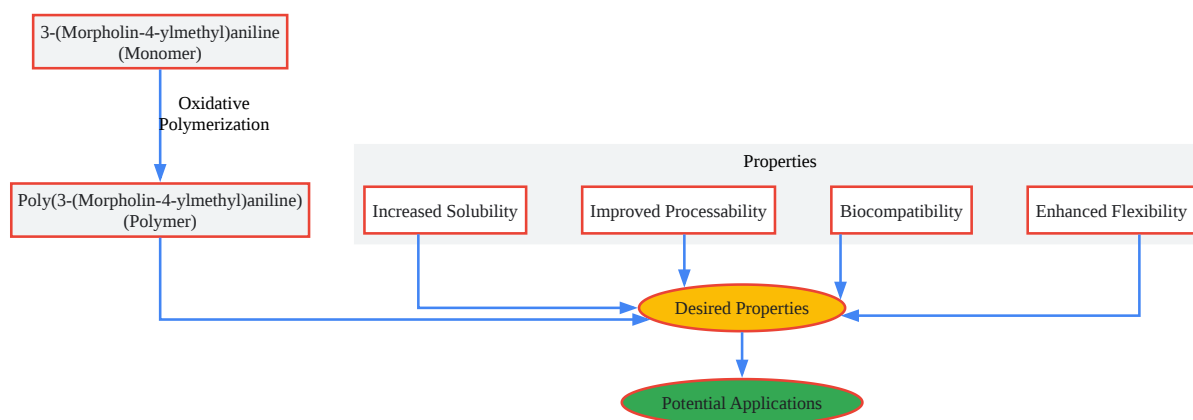 3-(Morpholin-4-ylmethyl)aniline
(Monomer)
Oxidative
Polymerization
Poly(3-(Morpholin-4-ylmethyl)aniline)
(Polymer)
Properties
Increased Solubility
Improved Processability
Biocompatibility
Enhanced Flexibility
Desired Properties
Potential Applications